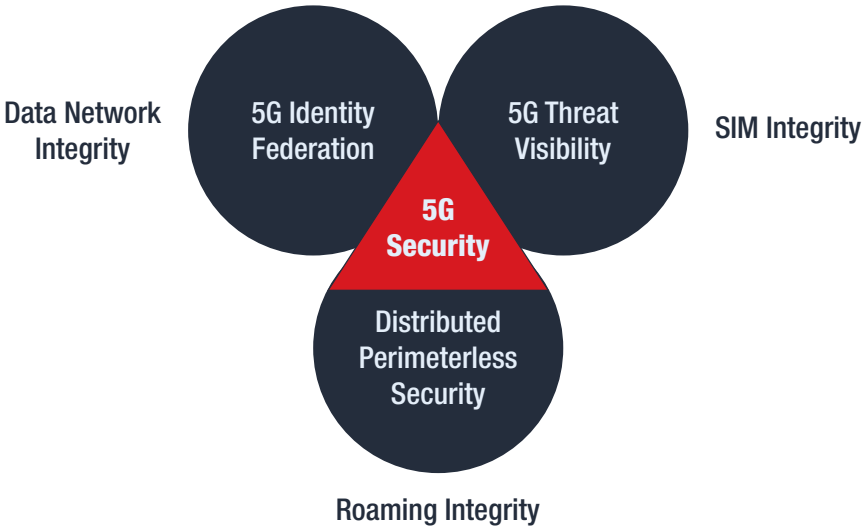 Data Network
Integrity
5G Identity
Federation
5G Threat
Visibility
SIM Integrity
5G
Security
Distributed
Perimeterless
Security
Roaming Integrity